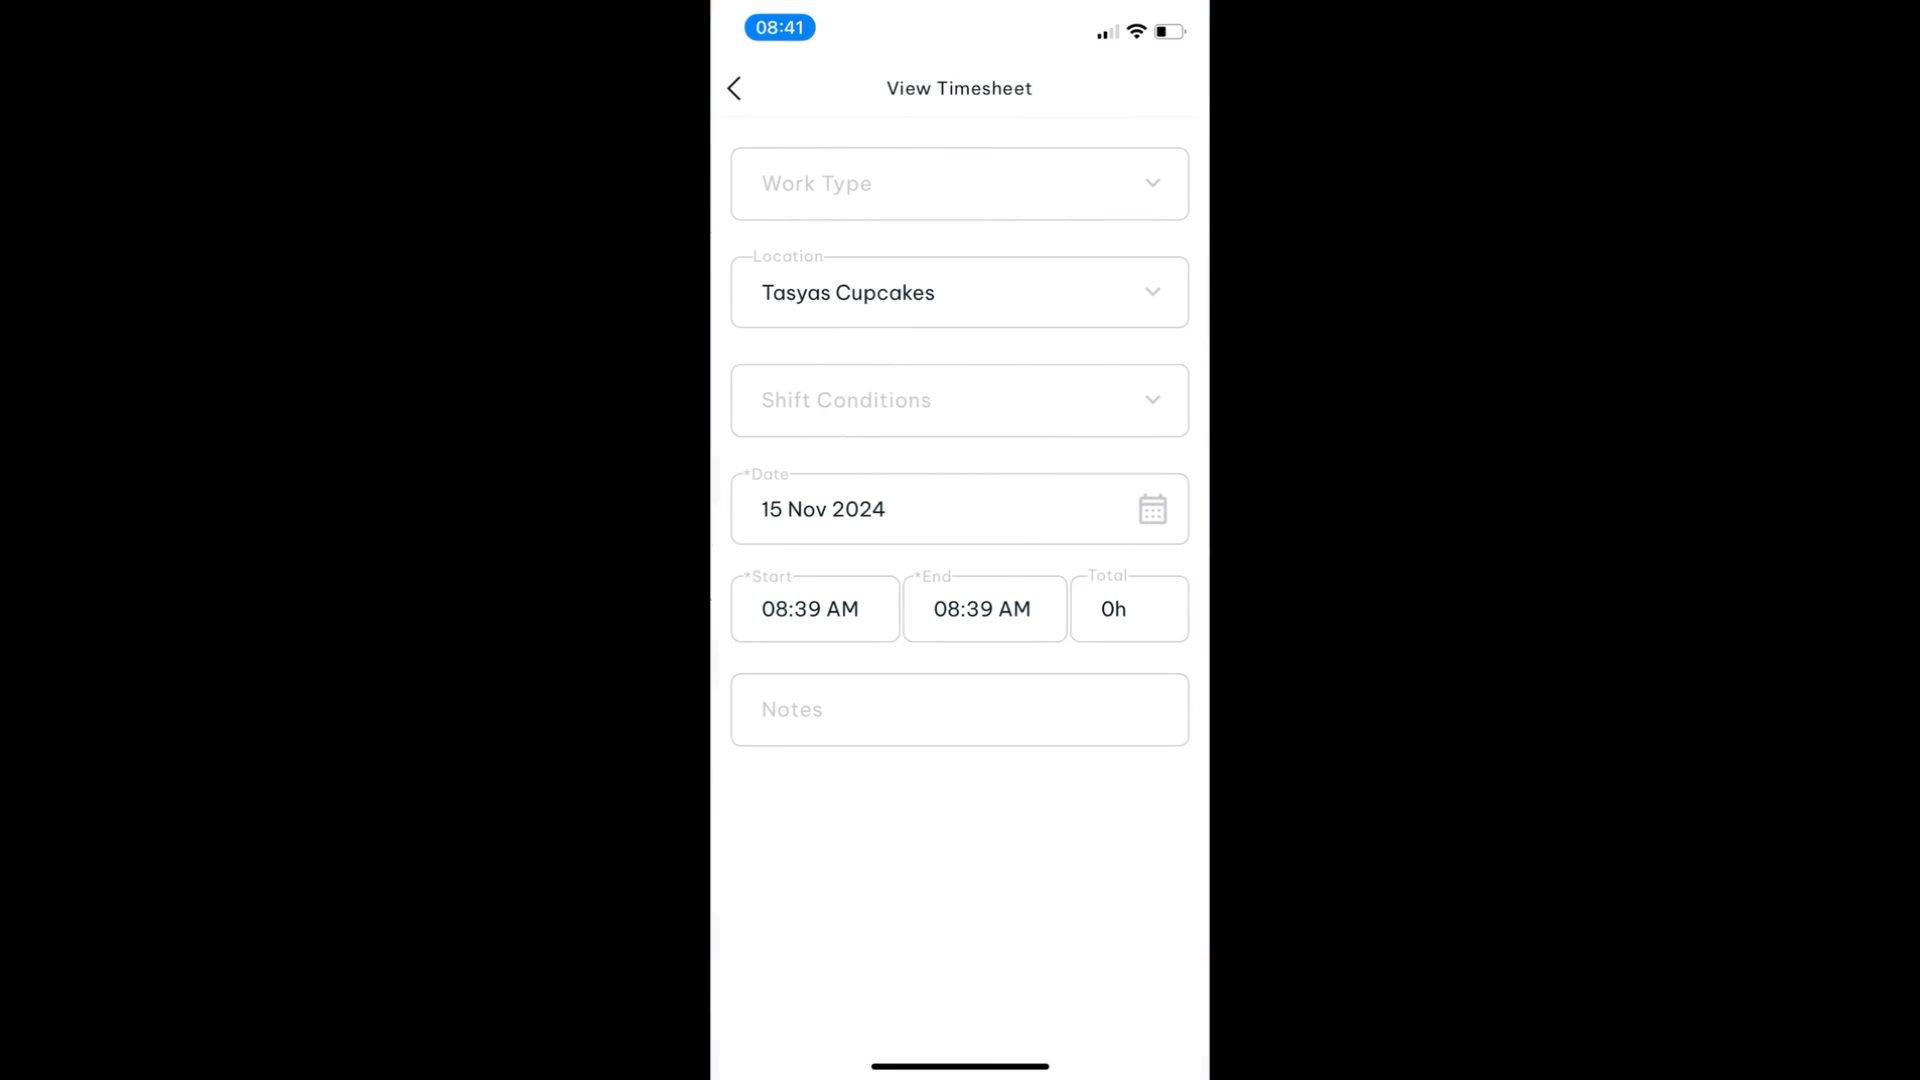 08:41
View Timesheet
Work Type
Location
Tasyas Cupcakes
Shift Conditions
*Date
15 Nov 2024
*Start *End Total
08:39 AM 08:39 AM 0h
Notes